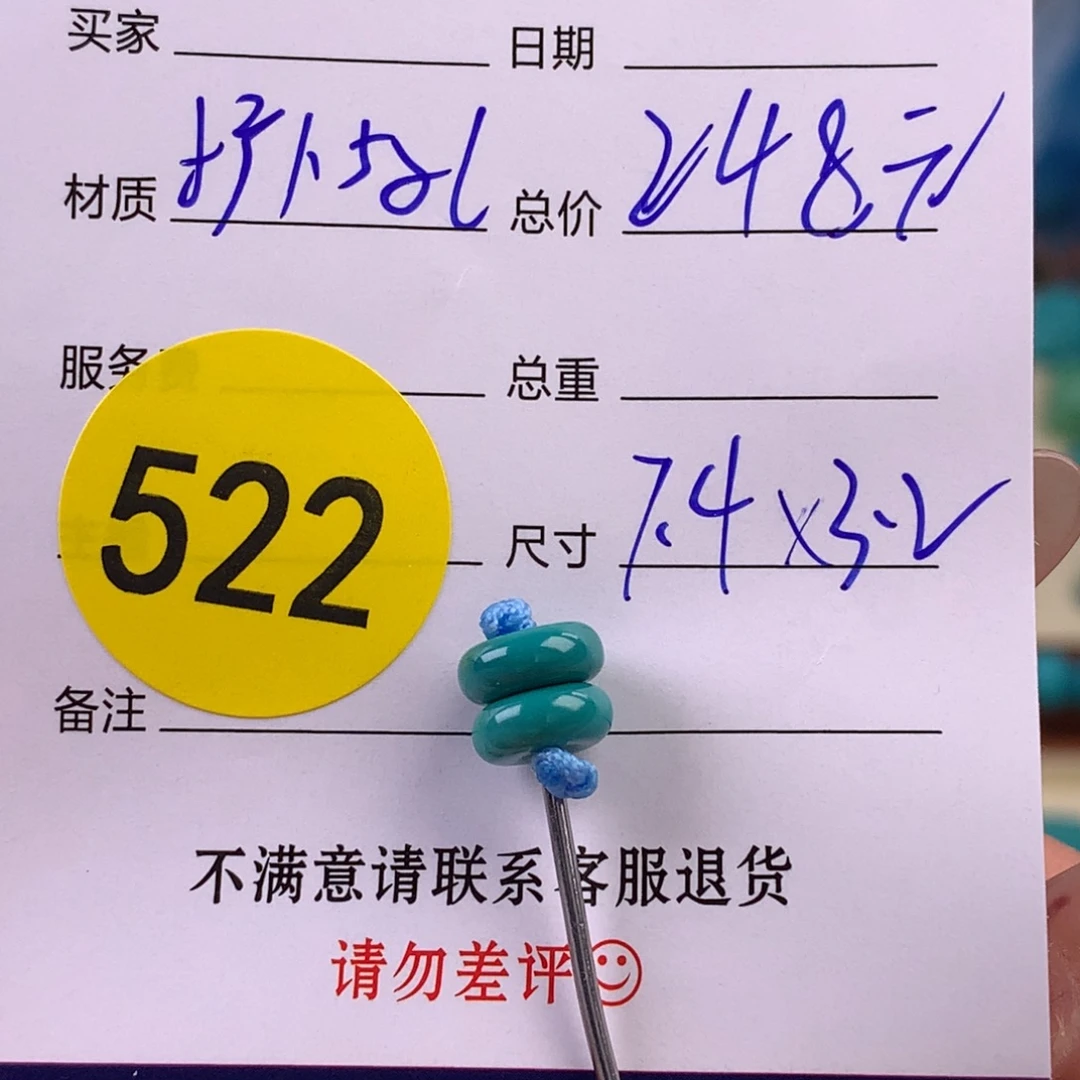 买家 日期
材质 总价 248元
服务费 总重
522 尺寸 7.4x3.2
备注
不满意请联系客服退货
请勿差评